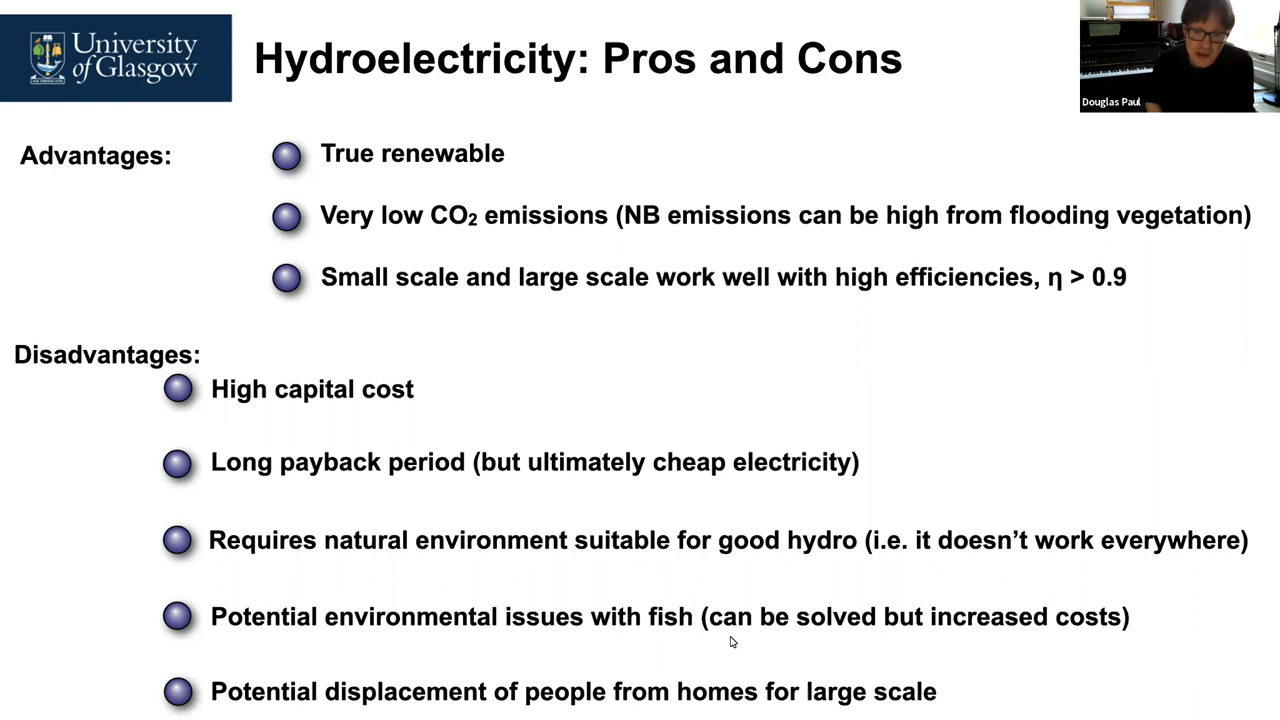 University
of Glasgow
Hydroelectricity: Pros and Cons
Douglas Paul
Advantages:
True renewable
Very low CO₂ emissions (NB emissions can be high from flooding vegetation)
Small scale and large scale work well with high efficiencies, η > 0.9
Disadvantages:
High capital cost
Long payback period (but ultimately cheap electricity)
Requires natural environment suitable for good hydro (i.e. it doesn’t work everywhere)
Potential environmental issues with fish (can be solved but increased costs)
Potential displacement of people from homes for large scale